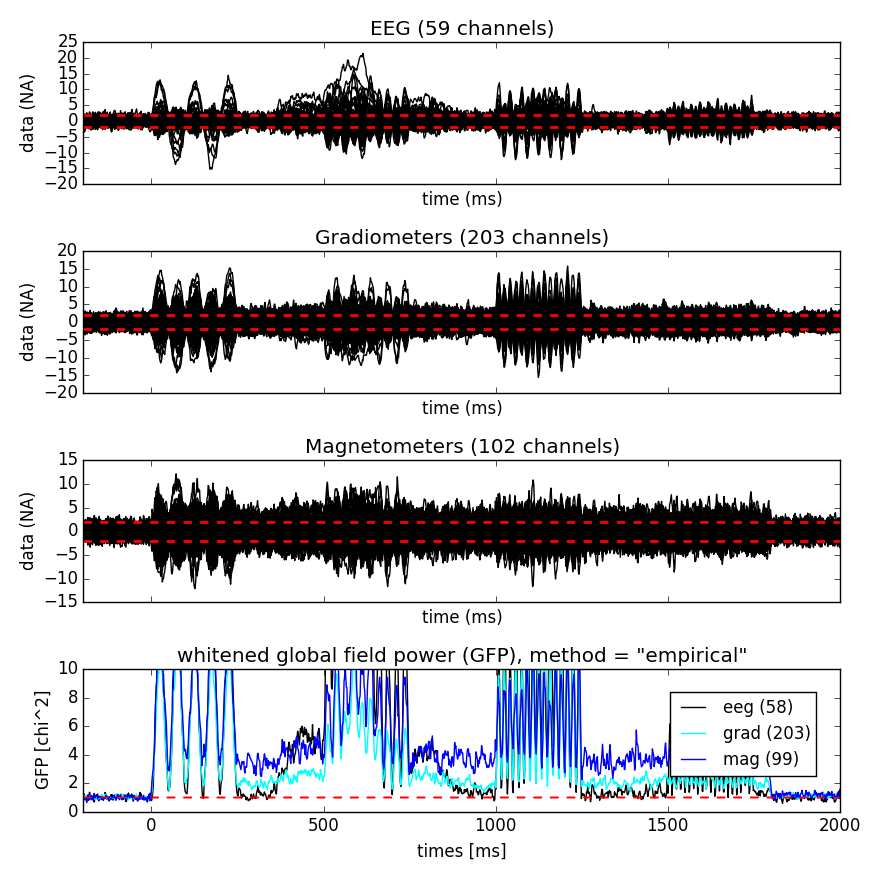 EEG (59 channels)
25
20
15
10
5
0
−5
−10
−15
−20
data (NA)
time (ms)
Gradiometers (203 channels)
20
15
10
5
0
−5
−10
−15
−20
data (NA)
time (ms)
Magnetometers (102 channels)
15
10
5
0
−5
−10
−15
data (NA)
time (ms)
whitened global field power (GFP), method = "empirical"
10
8
6
4
2
0
GFP [chi^2]
eeg (58)
grad (203)
mag (99)
0 500 1000 1500 2000
times [ms]